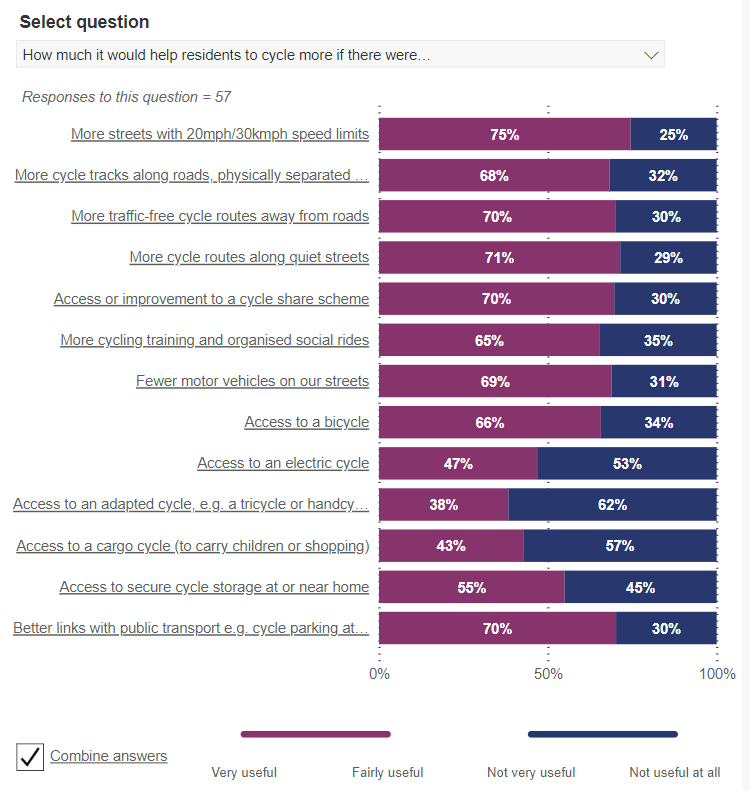 Select question
How much it would help residents to cycle more if there were…
Responses to this question = 57
More streets with 20mph/30kmph speed limits 75% 25%
More cycle tracks along roads, physically separated … 68% 32%
More traffic-free cycle routes away from roads 70% 30%
More cycle routes along quiet streets 71% 29%
Access or improvement to a cycle share scheme 70% 30%
More cycling training and organised social rides 65% 35%
Fewer motor vehicles on our streets 69% 31%
Access to a bicycle 66% 34%
Access to an electric cycle 47% 53%
Access to an adapted cycle, e.g. a tricycle or handcy… 38% 62%
Access to a cargo cycle (to carry children or shopping) 43% 57%
Access to secure cycle storage at or near home 55% 45%
Better links with public transport e.g. cycle parking at… 70% 30%
0% 50% 100%
Combine answers
Very useful Fairly useful Not very useful Not useful at all